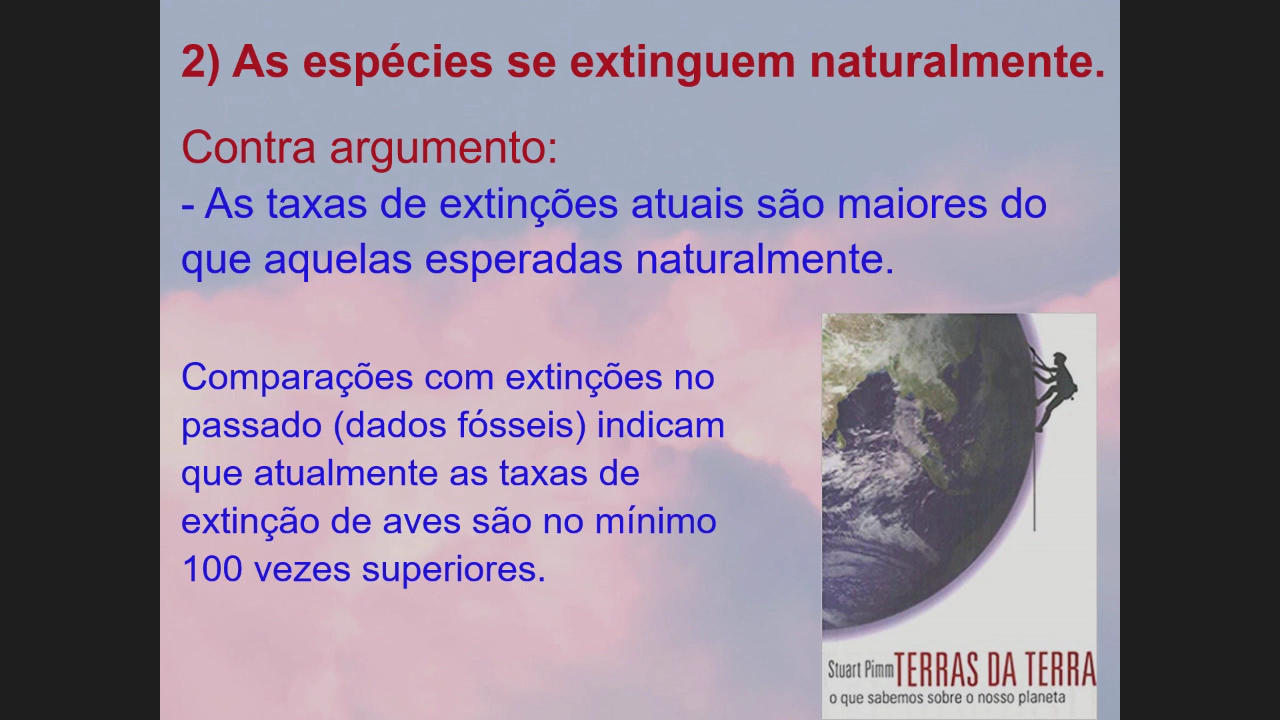 2) As espécies se extinguem naturalmente.
Contra argumento:
- As taxas de extinções atuais são maiores do
que aquelas esperadas naturalmente.
Comparações com extinções no
passado (dados fósseis) indicam
que atualmente as taxas de
extinção de aves são no mínimo
100 vezes superiores.
Stuart Pimm TERRAS DA TERRA
o que sabemos sobre o nosso planeta